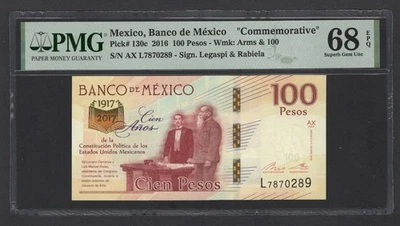 PMG
PAPER MONEY GUARANTY
Mexico, Banco de México "Commemorative"
Pick# 130c 2016 100 Pesos - Wmk: Arms & 100
S/N AX L7870289 - Sign. Legaspi & Rabiela
68 EPQ
Superb Gem Unc
BANCO DE MÉXICO
100
Pesos
1917
2017
Cien
Años
de la
Constitución Política de los
Estados Unidos Mexicanos
AX
Cien Pesos
L7870289